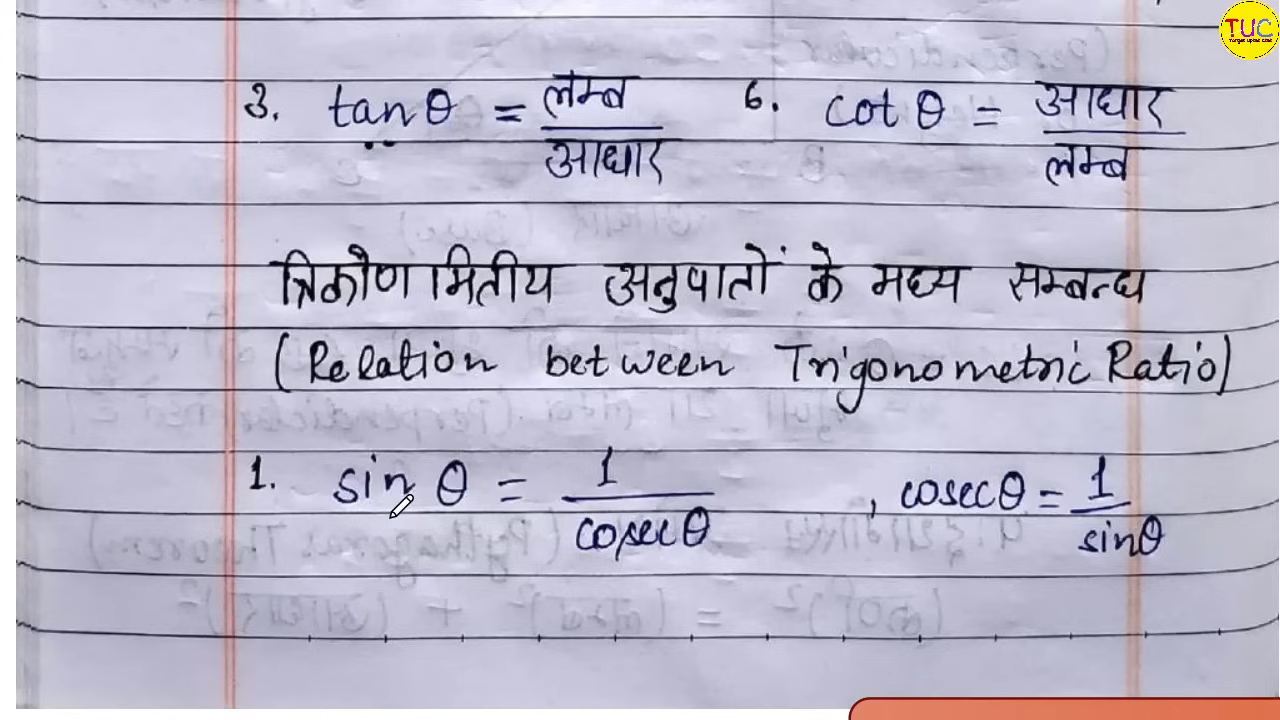 TUC
3. tanθ = लम्ब / आधार 6. cotθ = आधार / लम्ब
त्रिकोणमितीय अनुपातों के मध्य सम्बन्ध
(Relation between Trigonometric Ratio)
1. sinθ = 1 / cosecθ , cosecθ = 1 / sinθ